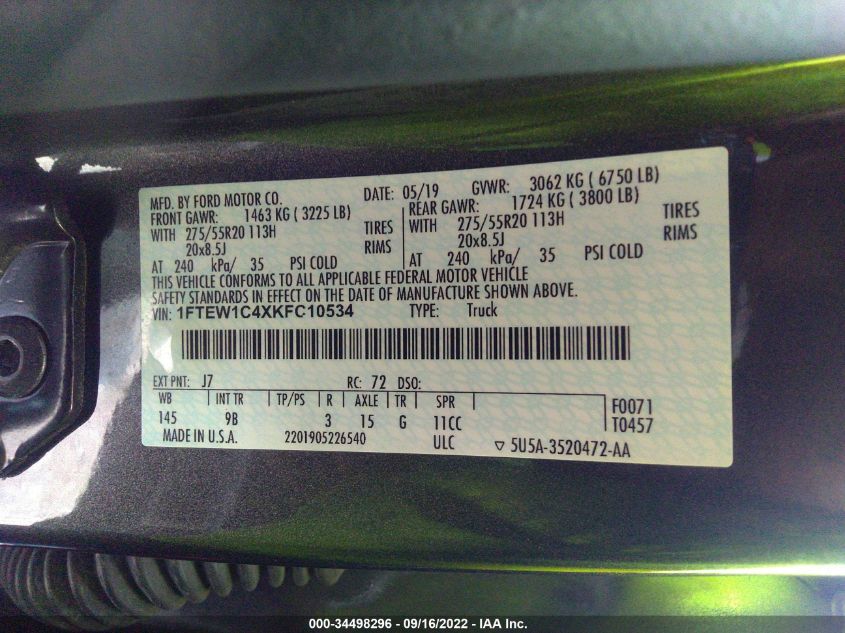 MFD. BY FORD MOTOR CO. DATE: 05/19 GVWR: 3062 KG ( 6750 LB)
FRONT GAWR: 1463 KG ( 3225 LB) REAR GAWR: 1724 KG ( 3800 LB)
WITH 275/55R20 113H TIRES WITH 275/55R20 113H TIRES
20x8.5J RIMS 20x8.5J RIMS
AT 240 kPa/ 35 PSI COLD AT 240 kPa/ 35 PSI COLD
THIS VEHICLE CONFORMS TO ALL APPLICABLE FEDERAL MOTOR VEHICLE
SAFETY STANDARDS IN EFFECT ON THE DATE OF MANUFACTURE SHOWN ABOVE.
VIN: 1FTEW1C4XKFC10534 TYPE: Truck
EXT PNT: J7 RC: 72 DSO:
WB INT TR TP/PS R AXLE TR SPR F0071
145 9B 3 15 G 11CC T0457
MADE IN U.S.A. 2201905226540 ULC ▽ 5U5A-3520472-AA
000-34498296 - 09/16/2022 - IAA Inc.